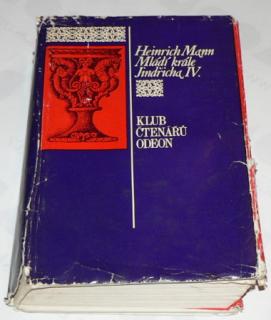 Heinrich Mann
Mládí krále
Jindřicha IV.
KLUB
ČTENÁŘŮ
ODEON